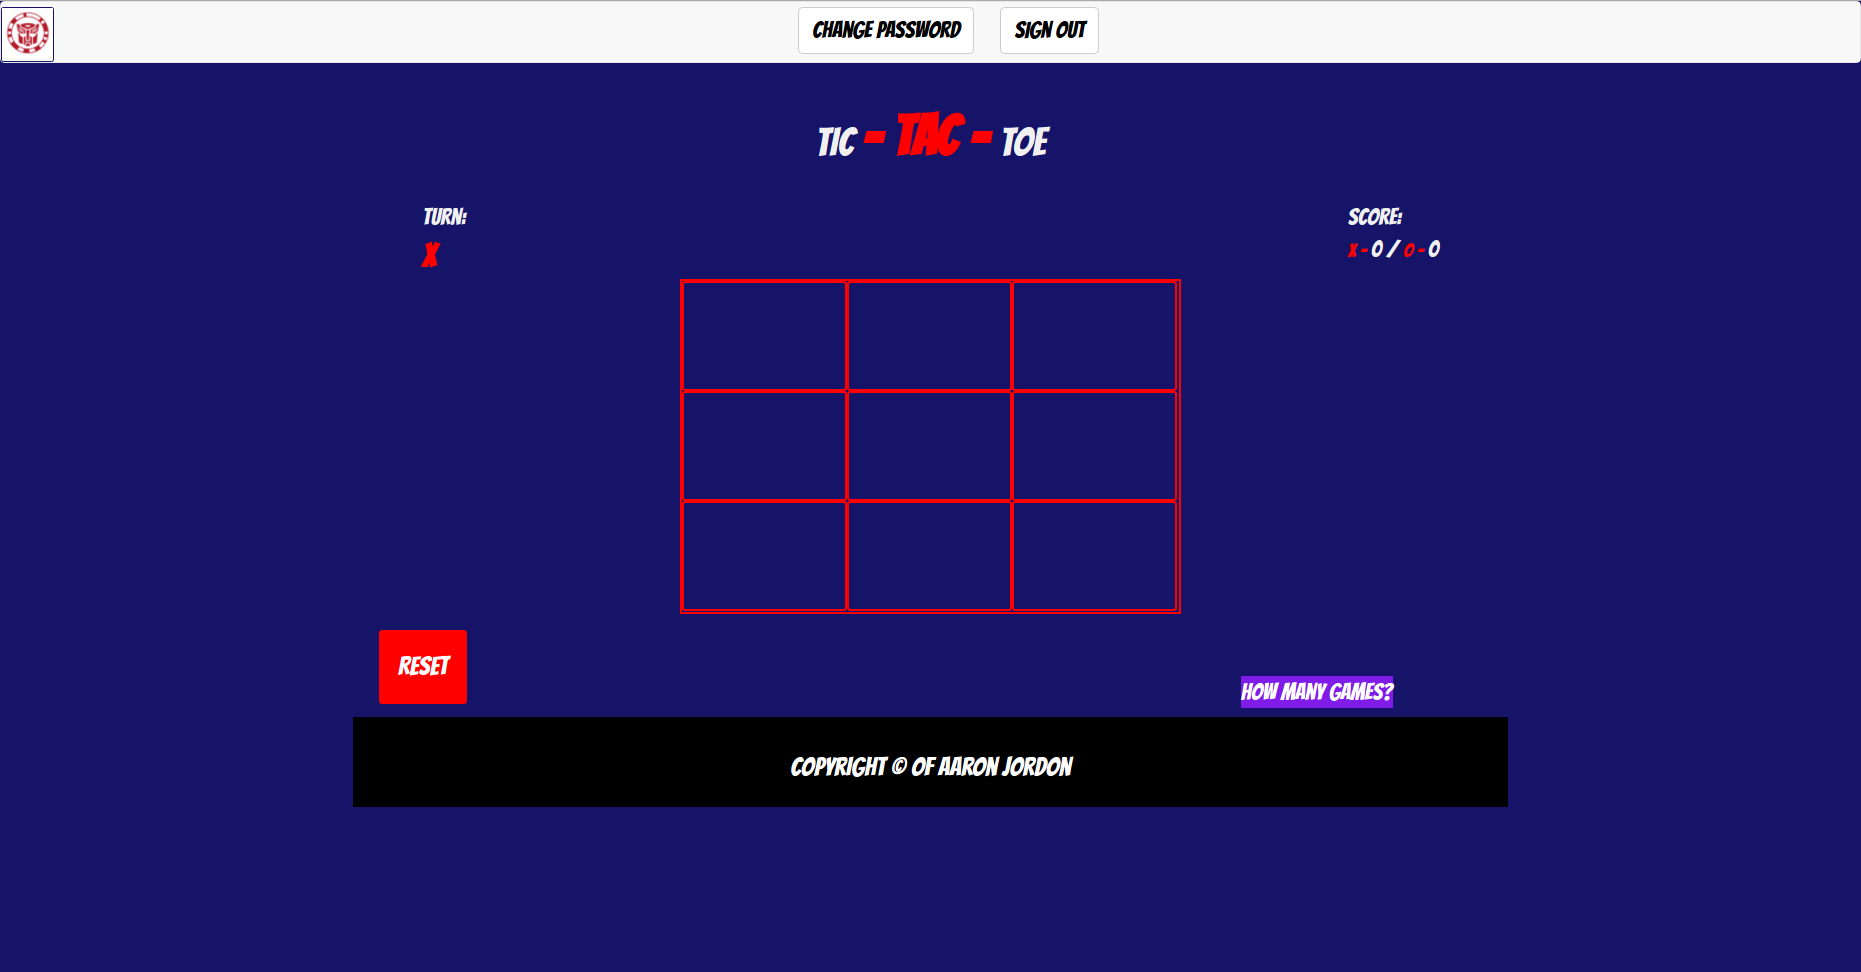 CHANGE PASSWORD
SIGN OUT
TIC - TAC - TOE
TURN:
X
SCORE:
X - 0 / O - 0
RESET
HOW MANY GAMES?
COPYRIGHT © OF AARON JORDON